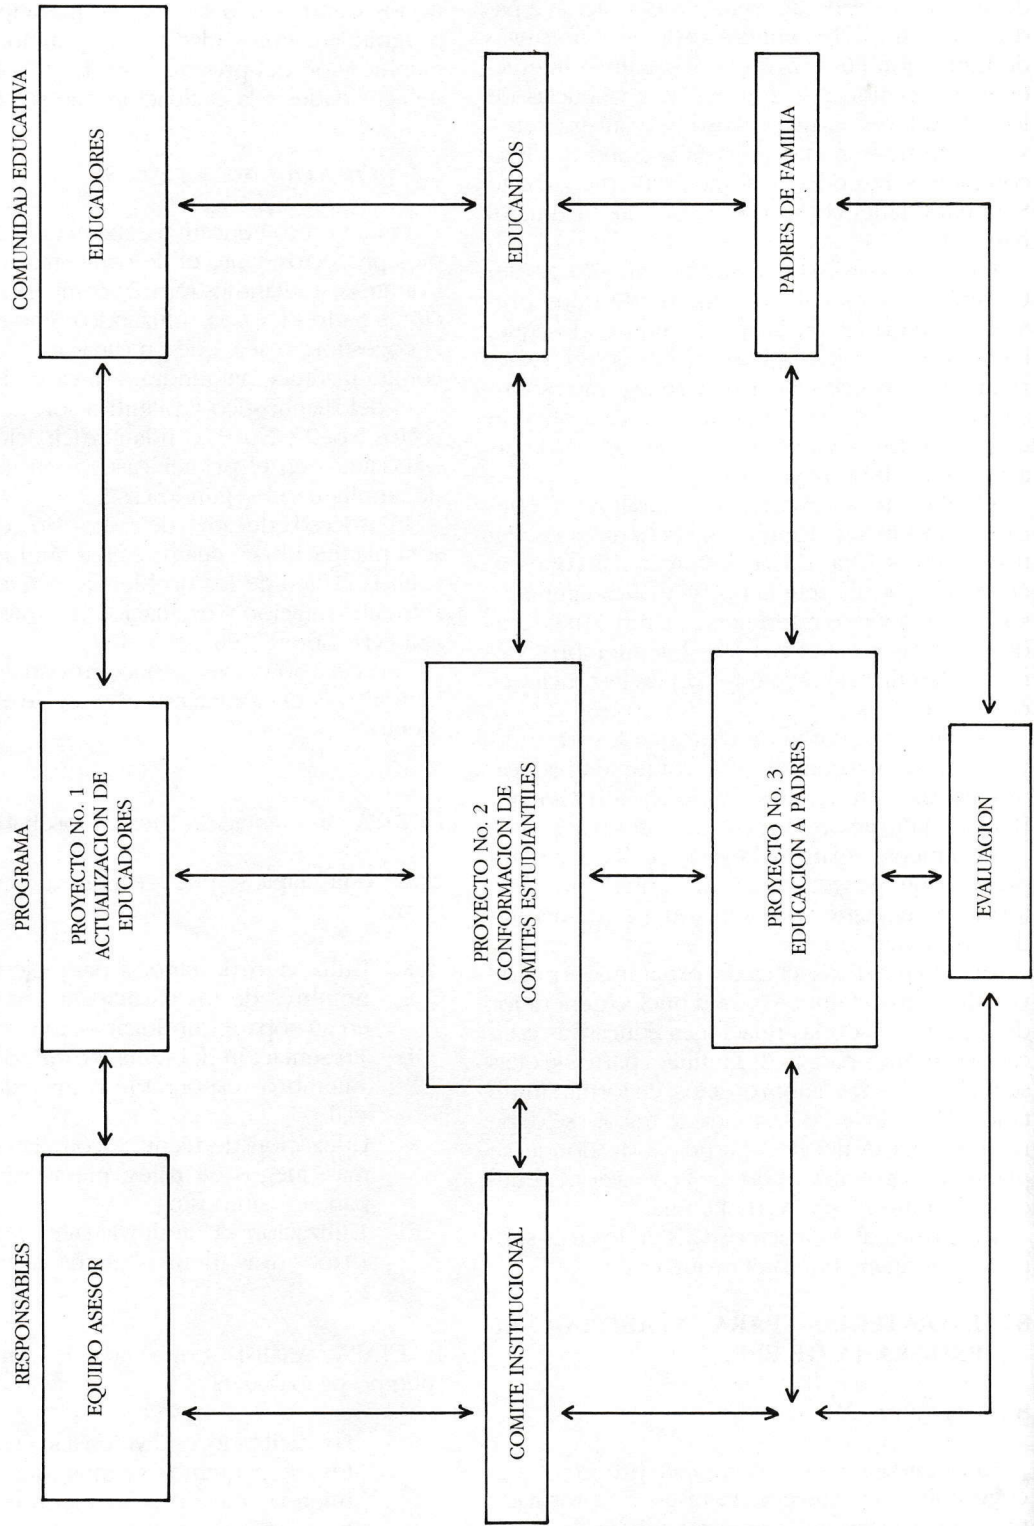 RESPONSABLES
PROGRAMA
COMUNIDAD EDUCATIVA
EQUIPO ASESOR
PROYECTO No. 1
ACTUALIZACION DE
EDUCADORES
EDUCADORES
COMITE INSTITUCIONAL
PROYECTO No. 2
CONFORMACION DE
COMITES ESTUDIANTILES
EDUCANDOS
PROYECTO No. 3
EDUCACION A PADRES
PADRES DE FAMILIA
EVALUACION